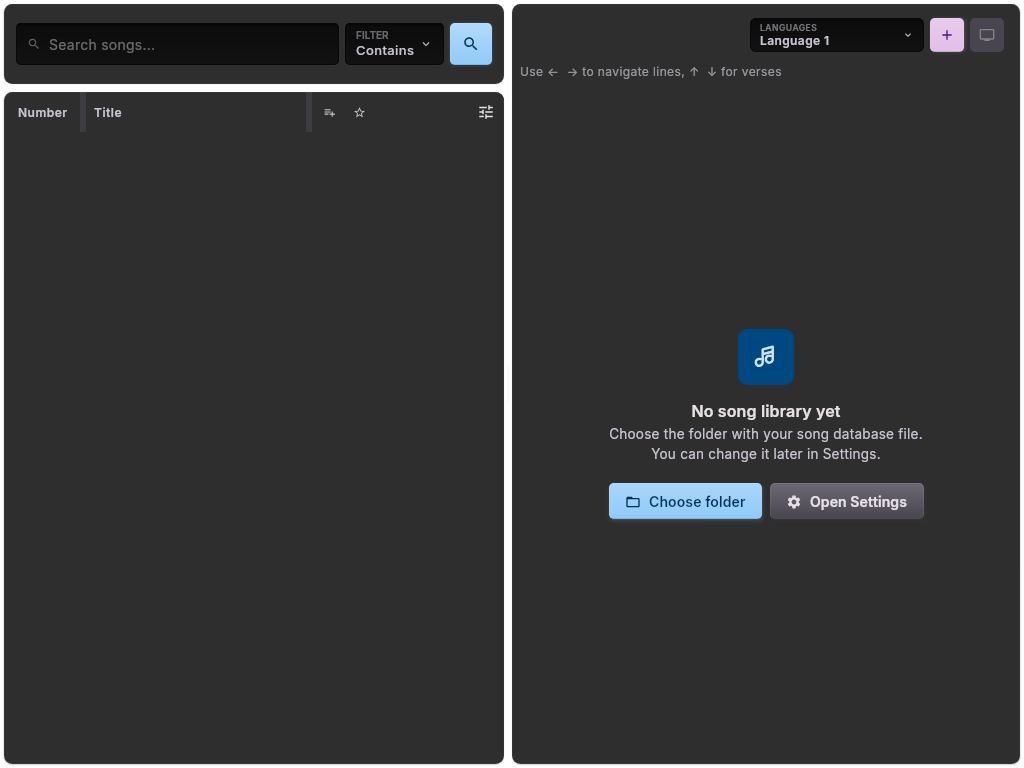 Search songs...
FILTER
Contains
Number
Title
LANGUAGES
Language 1
Use ← → to navigate lines, ↑ ↓ for verses
No song library yet
Choose the folder with your song database file.
You can change it later in Settings.
Choose folder
Open Settings